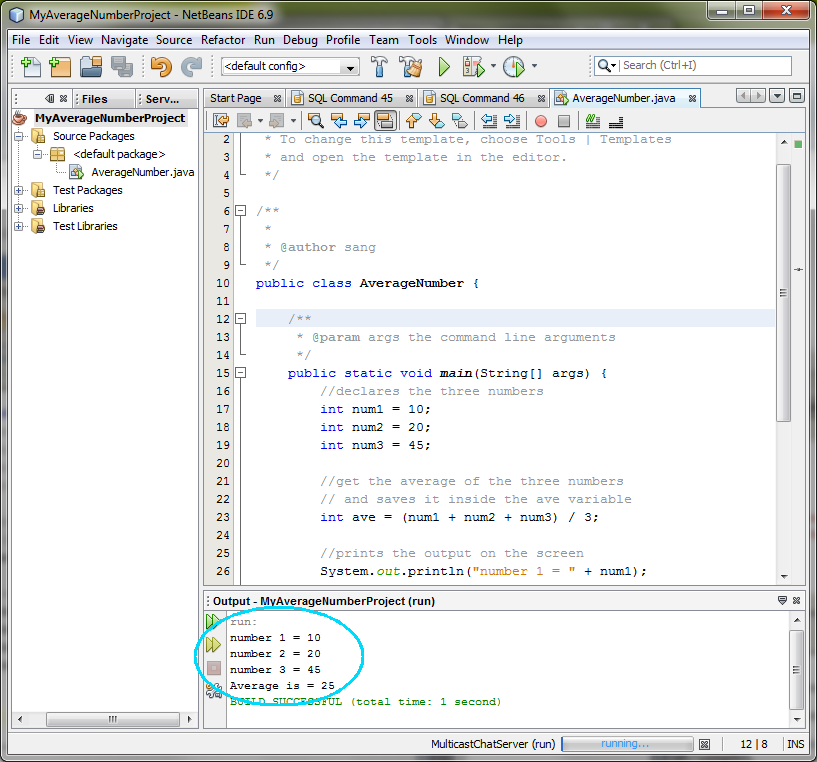 MyAverageNumberProject - NetBeans IDE 6.9
File Edit View Navigate Source Refactor Run Debug Profile Team Tools Window Help
<default config>
Search (Ctrl+I)
Files
Serv...
Start Page
SQL Command 45
SQL Command 46
AverageNumber.java
MyAverageNumberProject
Source Packages
<default package>
AverageNumber.java
Test Packages
Libraries
Test Libraries
2 * To change this template, choose Tools | Templates
3 * and open the template in the editor.
4 */
5
6 /**
7 *
8 * @author sang
9 */
10 public class AverageNumber {
11
12 /**
13 * @param args the command line arguments
14 */
15 public static void main(String[] args) {
16 //declares the three numbers
17 int num1 = 10;
18 int num2 = 20;
19 int num3 = 45;
20
21 //get the average of the three numbers
22 // and saves it inside the ave variable
23 int ave = (num1 + num2 + num3) / 3;
24
25 //prints the output on the screen
26 System.out.println("number 1 = " + num1);
Output - MyAverageNumberProject (run)
run:
number 1 = 10
number 2 = 20
number 3 = 45
Average is = 25
BUILD SUCCESSFUL (total time: 1 second)
MulticastChatServer (run)
running...
12 | 8
INS